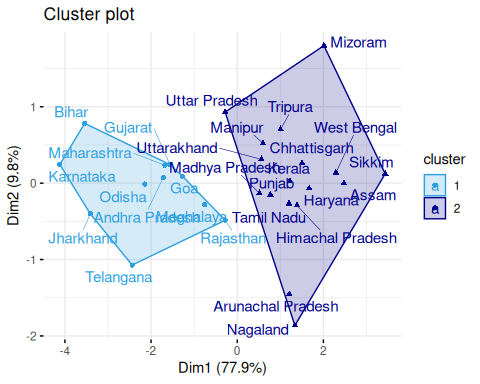 Cluster plot
Mizoram
Uttar Pradesh
Tripura
Bihar
Gujarat
Manipur
West Bengal
Maharashtra
Uttarakhand
Chhattisgarh
Karnataka
Madhya Pradesh
Kerala
Sikkim
Goa
Punjab
Odisha
Haryana
Assam
Andhra Pradesh
Meghalaya
Tamil Nadu
Jharkhand
Rajasthan
Himachal Pradesh
Telangana
Arunachal Pradesh
Nagaland
1
0
-1
-2
Dim2 (9.8%)
-4
-2
0
2
Dim1 (77.9%)
cluster
1
2